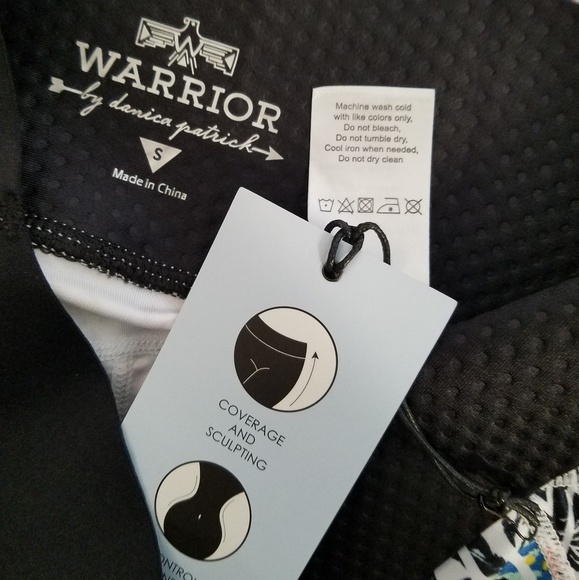 WARRIOR
by danica patrick
S
Made in China
Machine wash cold
with like colors only,
Do not bleach,
Do not tumble dry,
Cool iron when needed,
Do not dry clean
COVERAGE
AND
SCULPTING